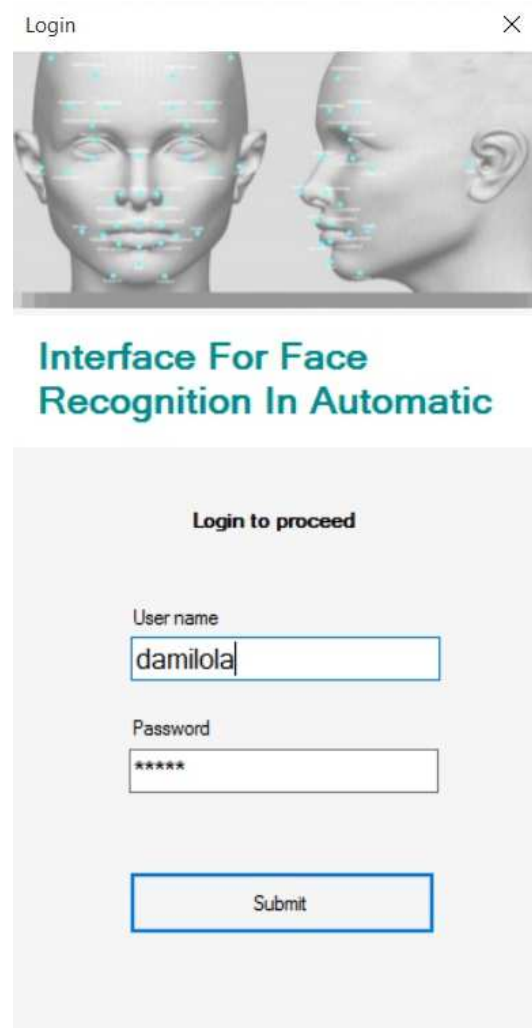 Login
Interface For Face
Recognition In Automatic
Login to proceed
User name
damilola
Password
*****
Submit